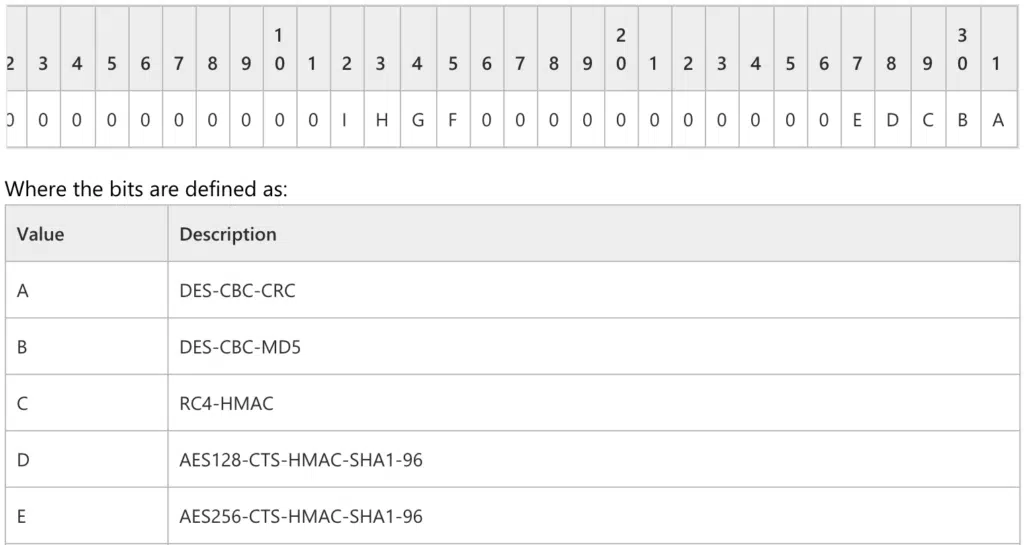 1 2 3
2 3 4 5 6 7 8 9 0 1 2 3 4 5 6 7 8 9 0 1 2 3 4 5 6 7 8 9 0 1
0 0 0 0 0 0 0 0 0 0 I H G F 0 0 0 0 0 0 0 0 0 0 0 E D C B A
Where the bits are defined as:
Value Description
A DES-CBC-CRC
B DES-CBC-MD5
C RC4-HMAC
D AES128-CTS-HMAC-SHA1-96
E AES256-CTS-HMAC-SHA1-96